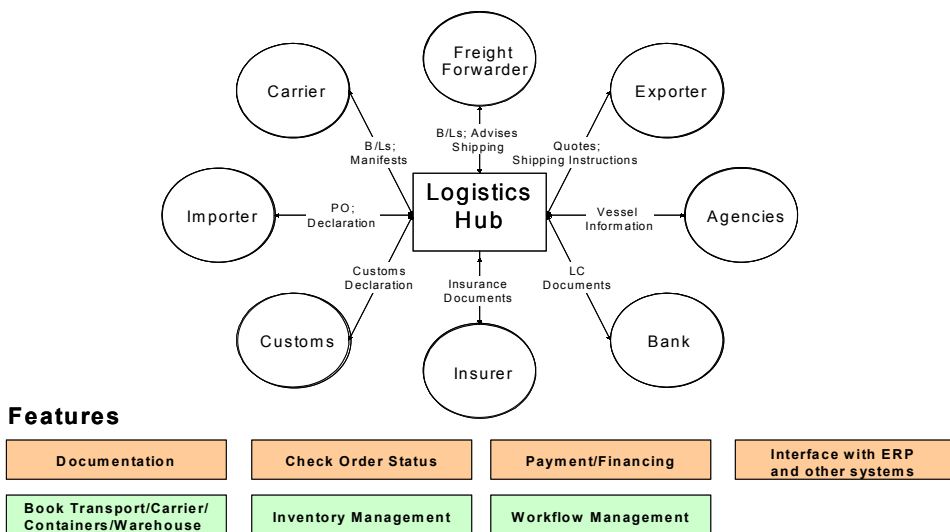 Freight
Forwarder
Carrier
Exporter
B/Ls; Advises
Shipping
B/Ls;
Manifests
Quotes;
Shipping Instructions
Logistics
Hub
Importer
PO;
Declaration
Vessel
Information
Agencies
Customs
Declaration
Insurance
Documents
LC
Documents
Customs
Insurer
Bank
Features
Documentation
Check Order Status
Payment/Financing
Interface with ERP
and other systems
Book Transport/Carrier/
Containers/Warehouse
Inventory Management
Workflow Management